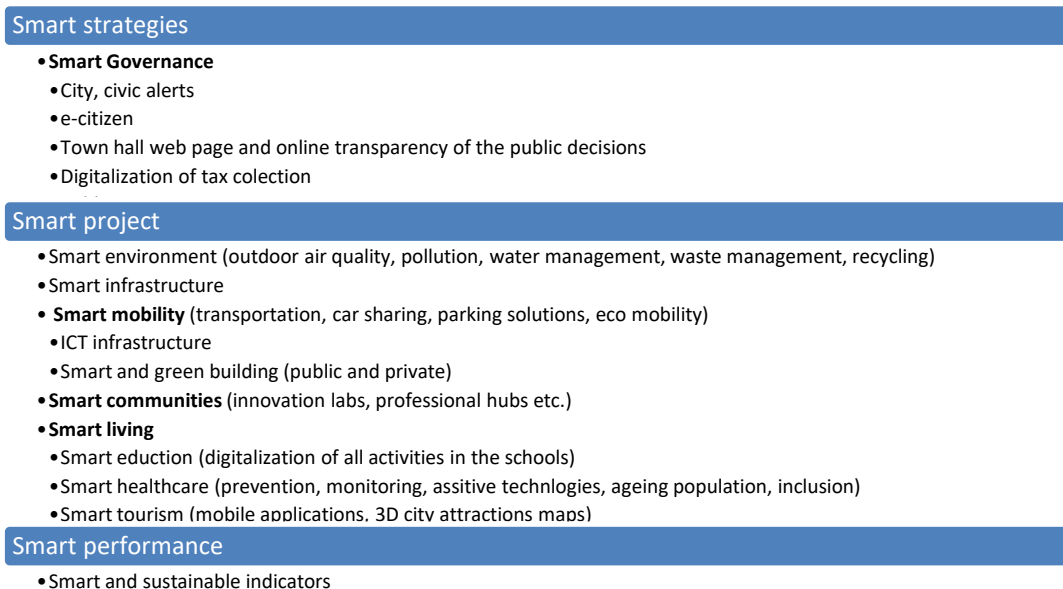 Smart strategies
•Smart Governance
•City, civic alerts
•e-citizen
•Town hall web page and online transparency of the public decisions
•Digitalization of tax colection
Smart project
•Smart environment (outdoor air quality, pollution, water management, waste management, recycling)
•Smart infrastructure
• Smart mobility (transportation, car sharing, parking solutions, eco mobility)
•ICT infrastructure
•Smart and green building (public and private)
•Smart communities (innovation labs, professional hubs etc.)
•Smart living
•Smart eduction (digitalization of all activities in the schools)
•Smart healthcare (prevention, monitoring, assitive technlogies, ageing population, inclusion)
•Smart tourism (mobile applications, 3D city attractions maps)
Smart performance
•Smart and sustainable indicators